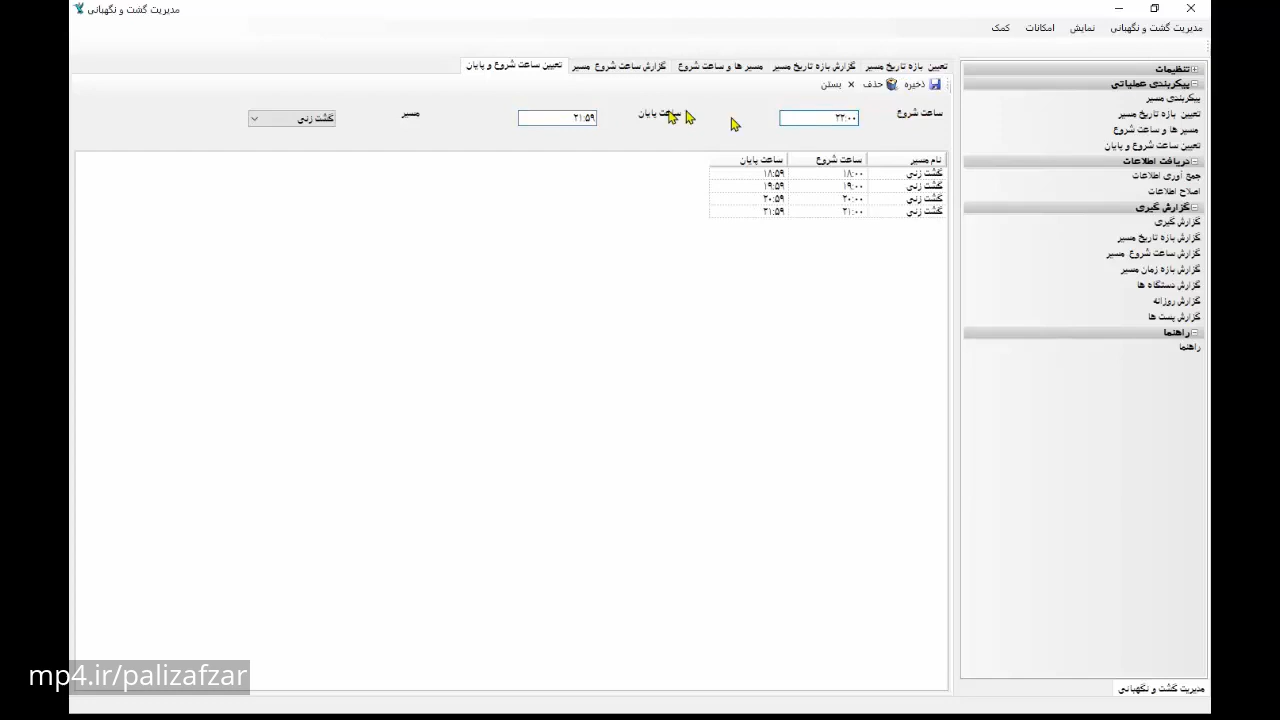 مدیریت گشت و نگهبانی
مدیریت گشت و نگهبانی نمایش امکانات کمک
تعیین بازه تاریخ مسیر گزارش بازه تاریخ مسیر مسیر ها و ساعت شروع گزارش ساعت شروع مسیر تعیین ساعت شروع و پایان
ذخیره حذف بستن
ساعت شروع ۲۲:۰۰ ساعت پایان ۲۱:۵۹ مسیر گشت زنی
نام مسیر ساعت شروع ساعت پایان
گشت زنی ۱۸:۰۰ ۱۸:۵۹
گشت زنی ۱۹:۰۰ ۱۹:۵۹
گشت زنی ۲۰:۰۰ ۲۰:۵۹
گشت زنی ۲۱:۰۰ ۲۱:۵۹
تنظیمات
پیکربندی عملیاتی
پیکربندی مسیر
تعیین بازه تاریخ مسیر
مسیر ها و ساعت شروع
تعیین ساعت شروع و پایان
دریافت اطلاعات
جمع آوری اطلاعات
اصلاح اطلاعات
گزارش گیری
گزارش گیری
گزارش بازه تاریخ مسیر
گزارش ساعت شروع مسیر
گزارش بازه زمان مسیر
گزارش دستگاه ها
گزارش روزانه
گزارش پست ها
راهنما
راهنما
مدیریت گشت و نگهبانی
mp4.ir/palizafzar